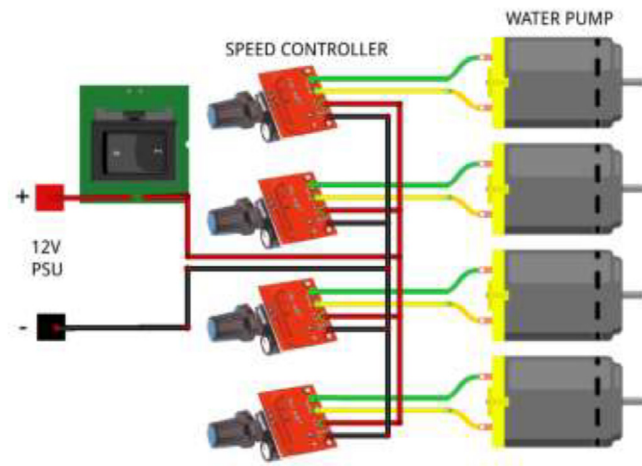 WATER PUMP
SPEED CONTROLLER
+
12V
PSU
-